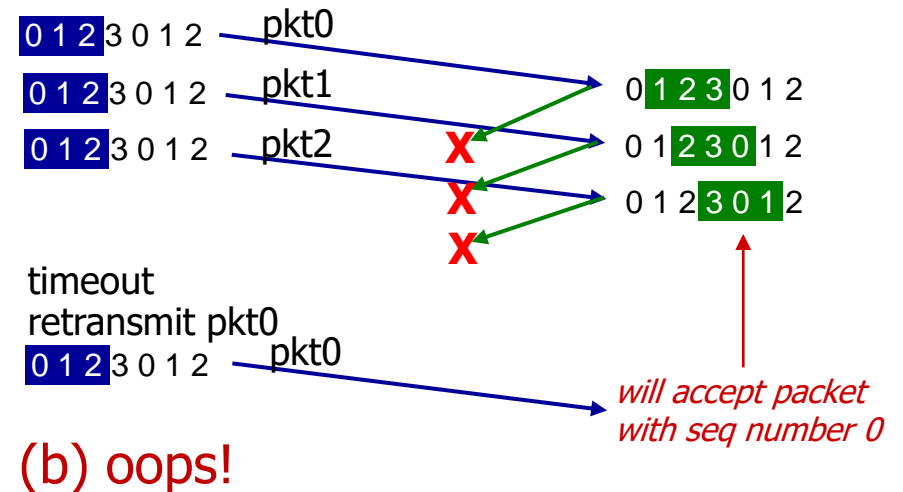 0 1 2 3 0 1 2 pkt0
0 1 2 3 0 1 2
0 1 2 3 0 1 2 pkt1
X
0 1 2 3 0 1 2
0 1 2 3 0 1 2 pkt2
X
0 1 2 3 0 1 2
X
timeout
retransmit pkt0
0 1 2 3 0 1 2 pkt0
will accept packet
with seq number 0
(b) oops!